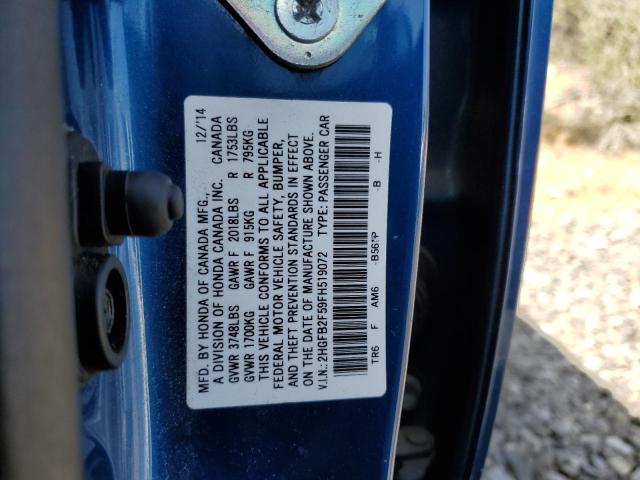 MFD. BY HONDA OF CANADA MFG. 12/'14
A DIVISION OF HONDA CANADA INC. CANADA
GVWR 3748LBS GAWR F 2018LBS R 1753LBS
GVWR 1700KG GAWR F 915KG R 795KG
THIS VEHICLE CONFORMS TO ALL APPLICABLE
FEDERAL MOTOR VEHICLE SAFETY, BUMPER,
AND THEFT PREVENTION STANDARDS IN EFFECT
ON THE DATE OF MANUFACTURE SHOWN ABOVE.
V.I.N.: 2HGFB2F59FH519072 TYPE: PASSENGER CAR
TR6 F AM6 -B561P -B -H